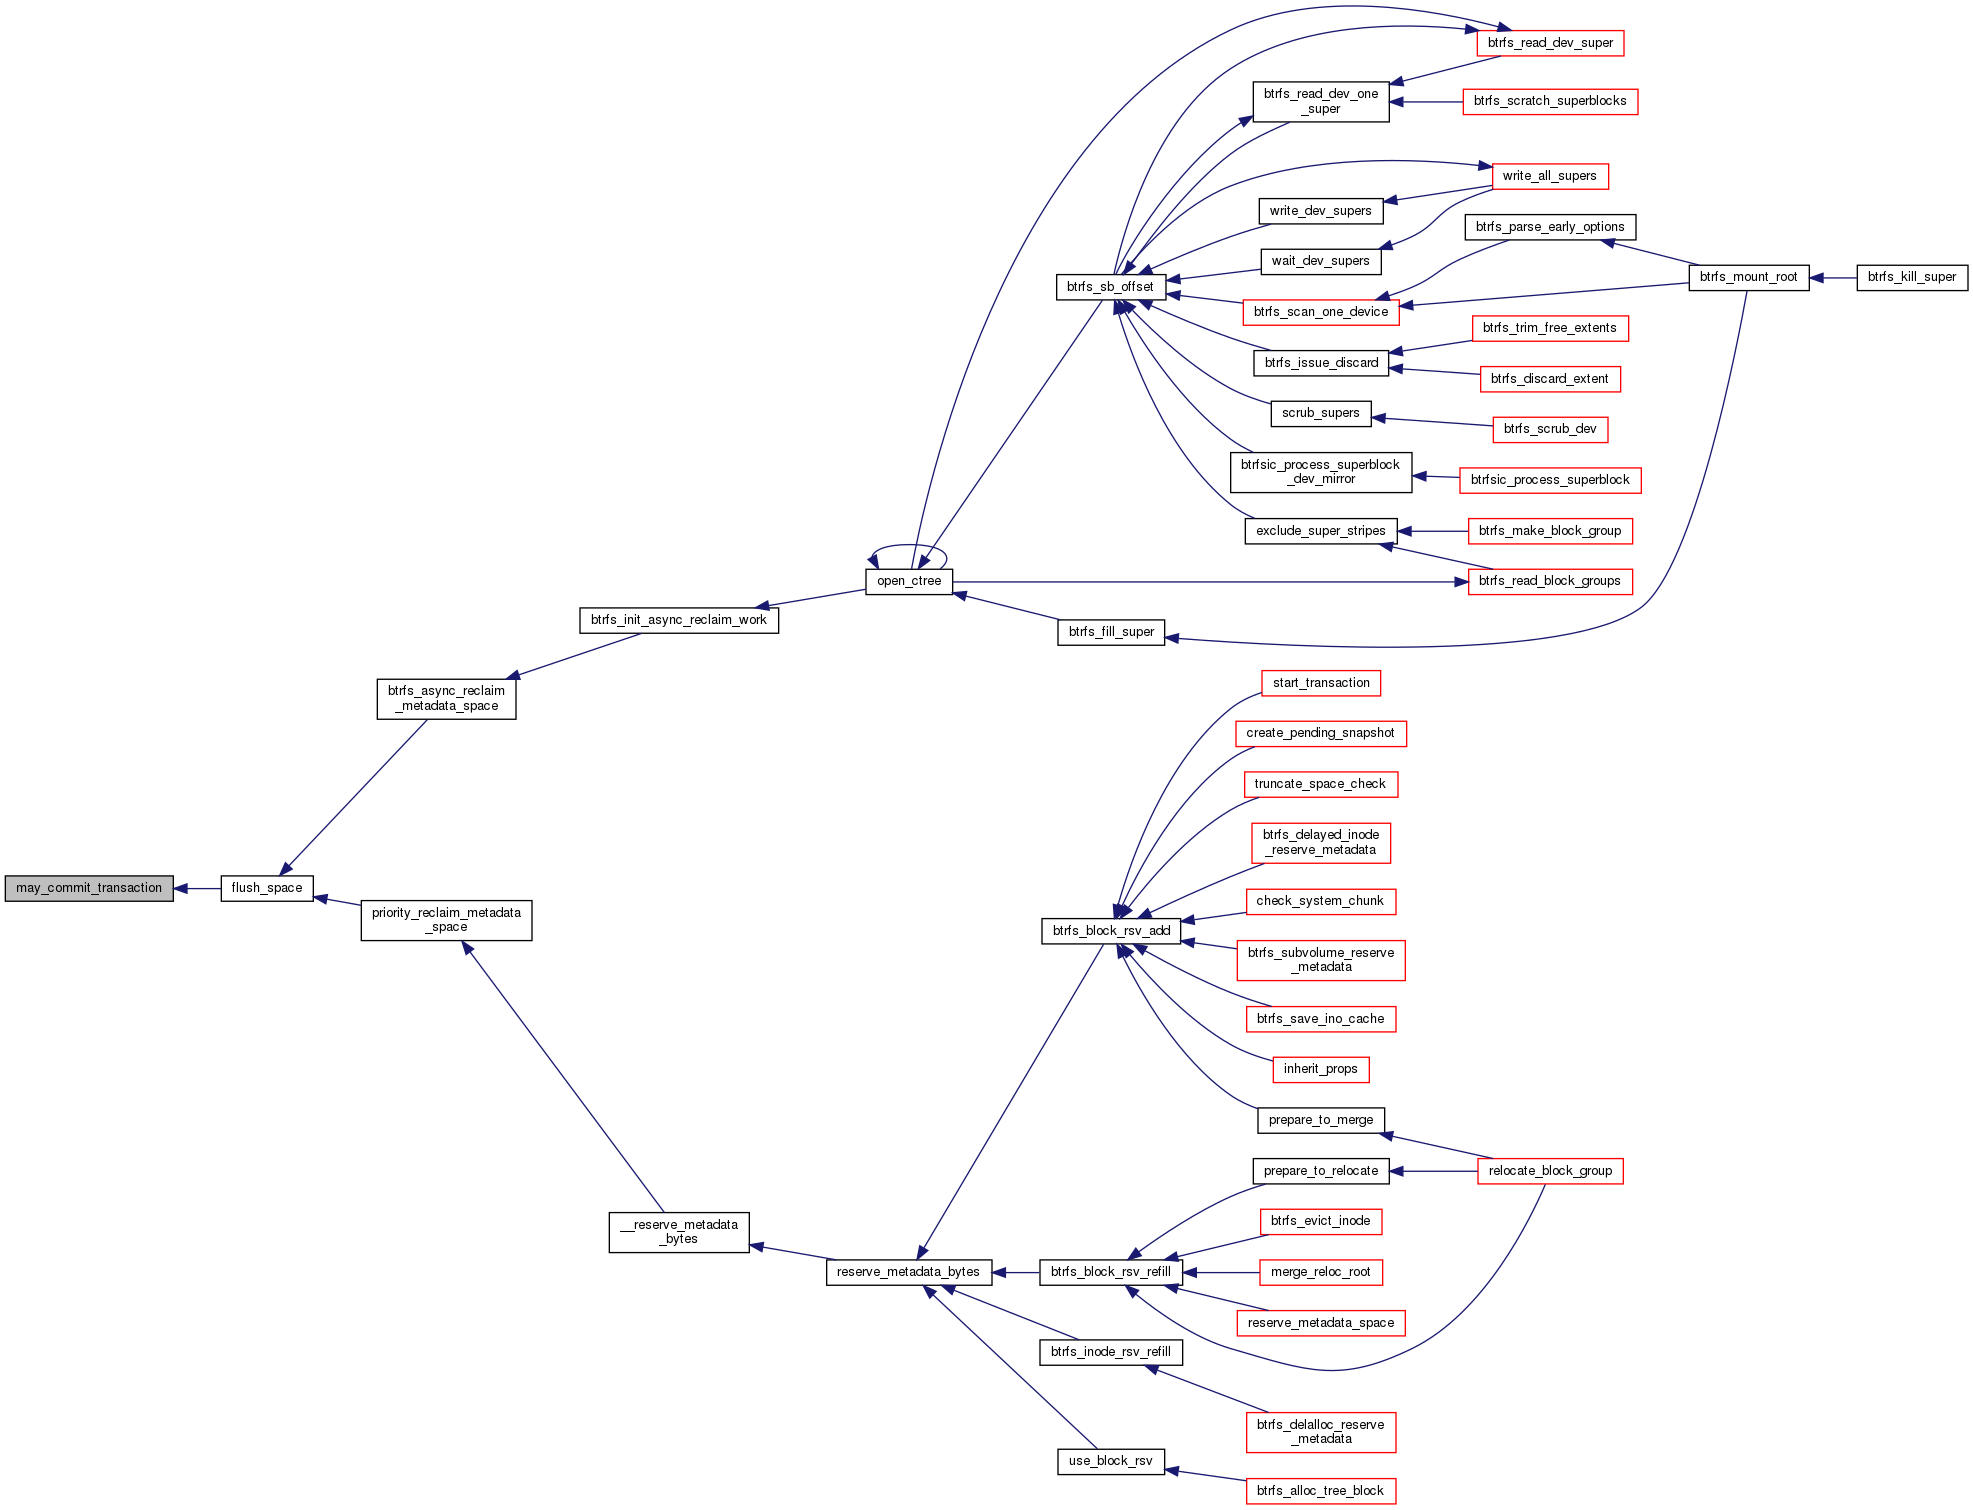 btrfs_read_dev_super
btrfs_read_dev_one
_super
btrfs_scratch_superblocks
write_all_supers
write_dev_supers
btrfs_parse_early_options
wait_dev_supers
btrfs_sb_offset
btrfs_mount_root
btrfs_kill_super
btrfs_scan_one_device
btrfs_trim_free_extents
btrfs_issue_discard
btrfs_discard_extent
scrub_supers
btrfs_scrub_dev
btrfsic_process_superblock
_dev_mirror
btrfsic_process_superblock
exclude_super_stripes
btrfs_make_block_group
open_ctree
btrfs_read_block_groups
btrfs_init_async_reclaim_work
btrfs_fill_super
btrfs_async_reclaim
_metadata_space
start_transaction
create_pending_snapshot
truncate_space_check
btrfs_delayed_inode
_reserve_metadata
may_commit_transaction
flush_space
priority_reclaim_metadata
_space
check_system_chunk
btrfs_block_rsv_add
btrfs_subvolume_reserve
_metadata
btrfs_save_ino_cache
inherit_props
prepare_to_merge
prepare_to_relocate
relocate_block_group
btrfs_evict_inode
__reserve_metadata
_bytes
reserve_metadata_bytes
btrfs_block_rsv_refill
merge_reloc_root
reserve_metadata_space
btrfs_inode_rsv_refill
btrfs_delalloc_reserve
_metadata
use_block_rsv
btrfs_alloc_tree_block